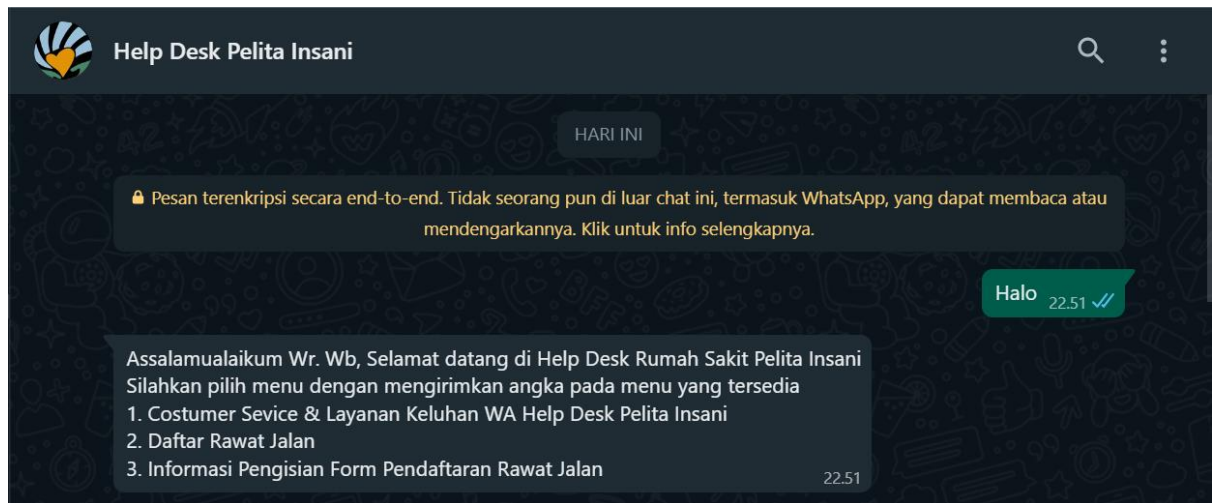 Help Desk Pelita Insani
HARI INI
Pesan terenkripsi secara end-to-end. Tidak seorang pun di luar chat ini, termasuk WhatsApp, yang dapat membaca atau
mendengarkannya. Klik untuk info selengkapnya.
Halo 22.51
Assalamualaikum Wr. Wb, Selamat datang di Help Desk Rumah Sakit Pelita Insani
Silahkan pilih menu dengan mengirimkan angka pada menu yang tersedia
1. Costumer Sevice & Layanan Keluhan WA Help Desk Pelita Insani
2. Daftar Rawat Jalan
3. Informasi Pengisian Form Pendaftaran Rawat Jalan 22.51